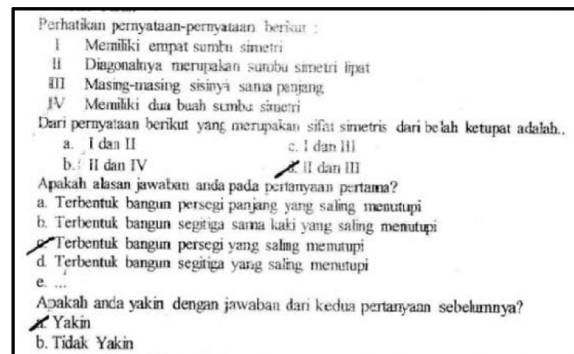 Perhatikan pernyataan-pernyataan berikut :
I Memiliki empat sumbu simetri
II Diagonalnya merupakan sumbu simetri lipat
III Masing-masing sisinya sama panjang
IV Memiliki dua buah sumbu simetri
Dari pernyataan berikut yang merupakan sifat simetris dari belah ketupat adalah..
a. I dan II c. I dan III
b. II dan IV d. II dan III
Apakah alasan jawaban anda pada pertanyaan pertama?
a. Terbentuk bangun persegi panjang yang saling menutupi
b. Terbentuk bangun segitiga sama kaki yang saling menutupi
c. Terbentuk bangun persegi yang saling menutupi
d. Terbentuk bangun segitiga yang saling menutupi
e. ...
Apakah anda yakin dengan jawaban dari kedua pertanyaan sebelumnya?
a. Yakin
b. Tidak Yakin